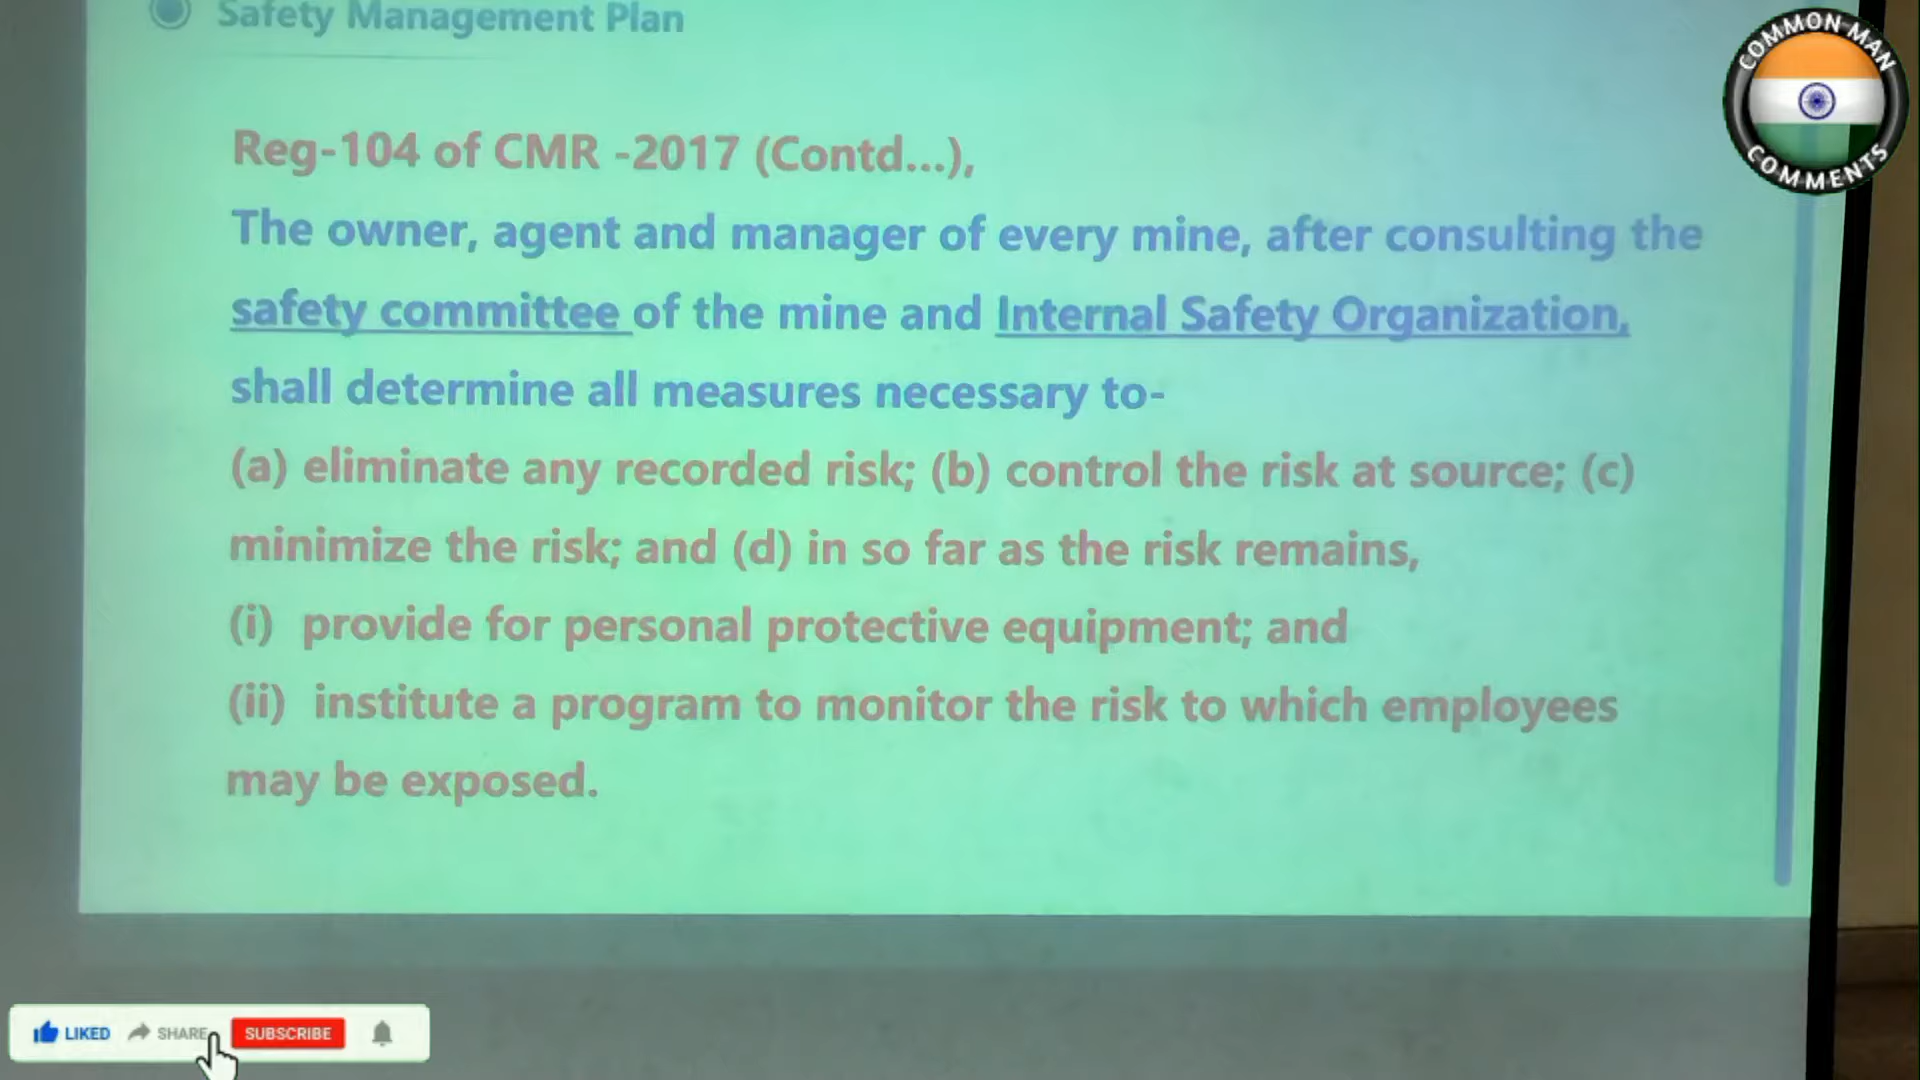 Safety Management Plan
COMMON MAN
COMMENTS
Reg-104 of CMR -2017 (Contd...),
The owner, agent and manager of every mine, after consulting the
safety committee of the mine and Internal Safety Organization,
shall determine all measures necessary to-
(a) eliminate any recorded risk; (b) control the risk at source; (c)
minimize the risk; and (d) in so far as the risk remains,
(i) provide for personal protective equipment; and
(ii) institute a program to monitor the risk to which employees
may be exposed.
LIKED SHARE SUBSCRIBE